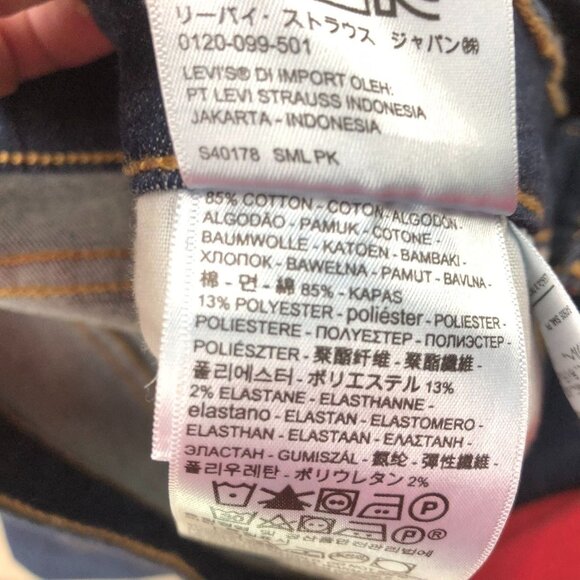 リーバイ・ストラウス ジャパン㈱
0120-099-501
LEVI'S® DI IMPORT OLEH:
PT LEVI STRAUSS INDONESIA
JAKARTA - INDONESIA
S40178 SML PK
85% COTTON - COTON - ALGODÓN -
ALGODÃO - PAMUK - COTONE -
BAUMWOLLE - KATOEN - BAMBAKI -
ХЛОПОК - BAWEŁNA - PAMUT - BAVLNA -
棉 - 면 - 綿 85% - KAPAS
13% POLYESTER - poliéster - POLIESTER -
POLIESTERE - ΠΟΛΥΕΣΤΕΡ - ПОЛИЭСТЕР -
POLIÉSZTER - 聚酯纤维 - 聚酯纖維 -
폴리에스터 - ポリエステル 13%
2% ELASTANE - ELASTHANNE -
elastano - ELASTAN - ELASTOMERO -
ELASTHAN - ELASTAAN - ΕΛΑΣΤΑΝΗ -
ЭЛАСТАН - GUMISZÁL - 氨纶 - 彈性纖維 -
폴리우레탄 - ポリウレタン 2%